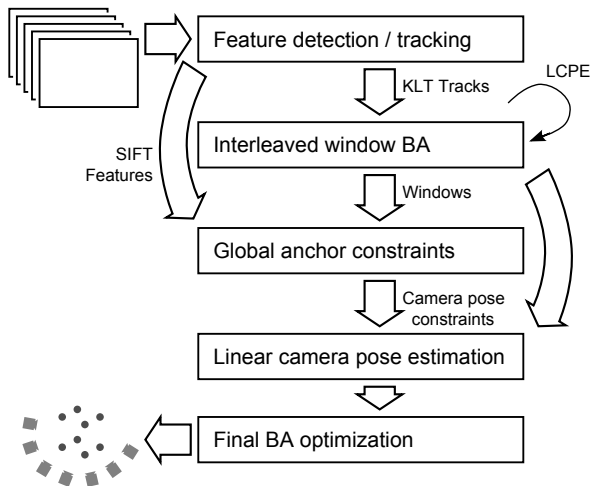 Feature detection / tracking
KLT Tracks
LCPE
Interleaved window BA
SIFT
Features
Windows
Global anchor constraints
Camera pose
constraints
Linear camera pose estimation
Final BA optimization